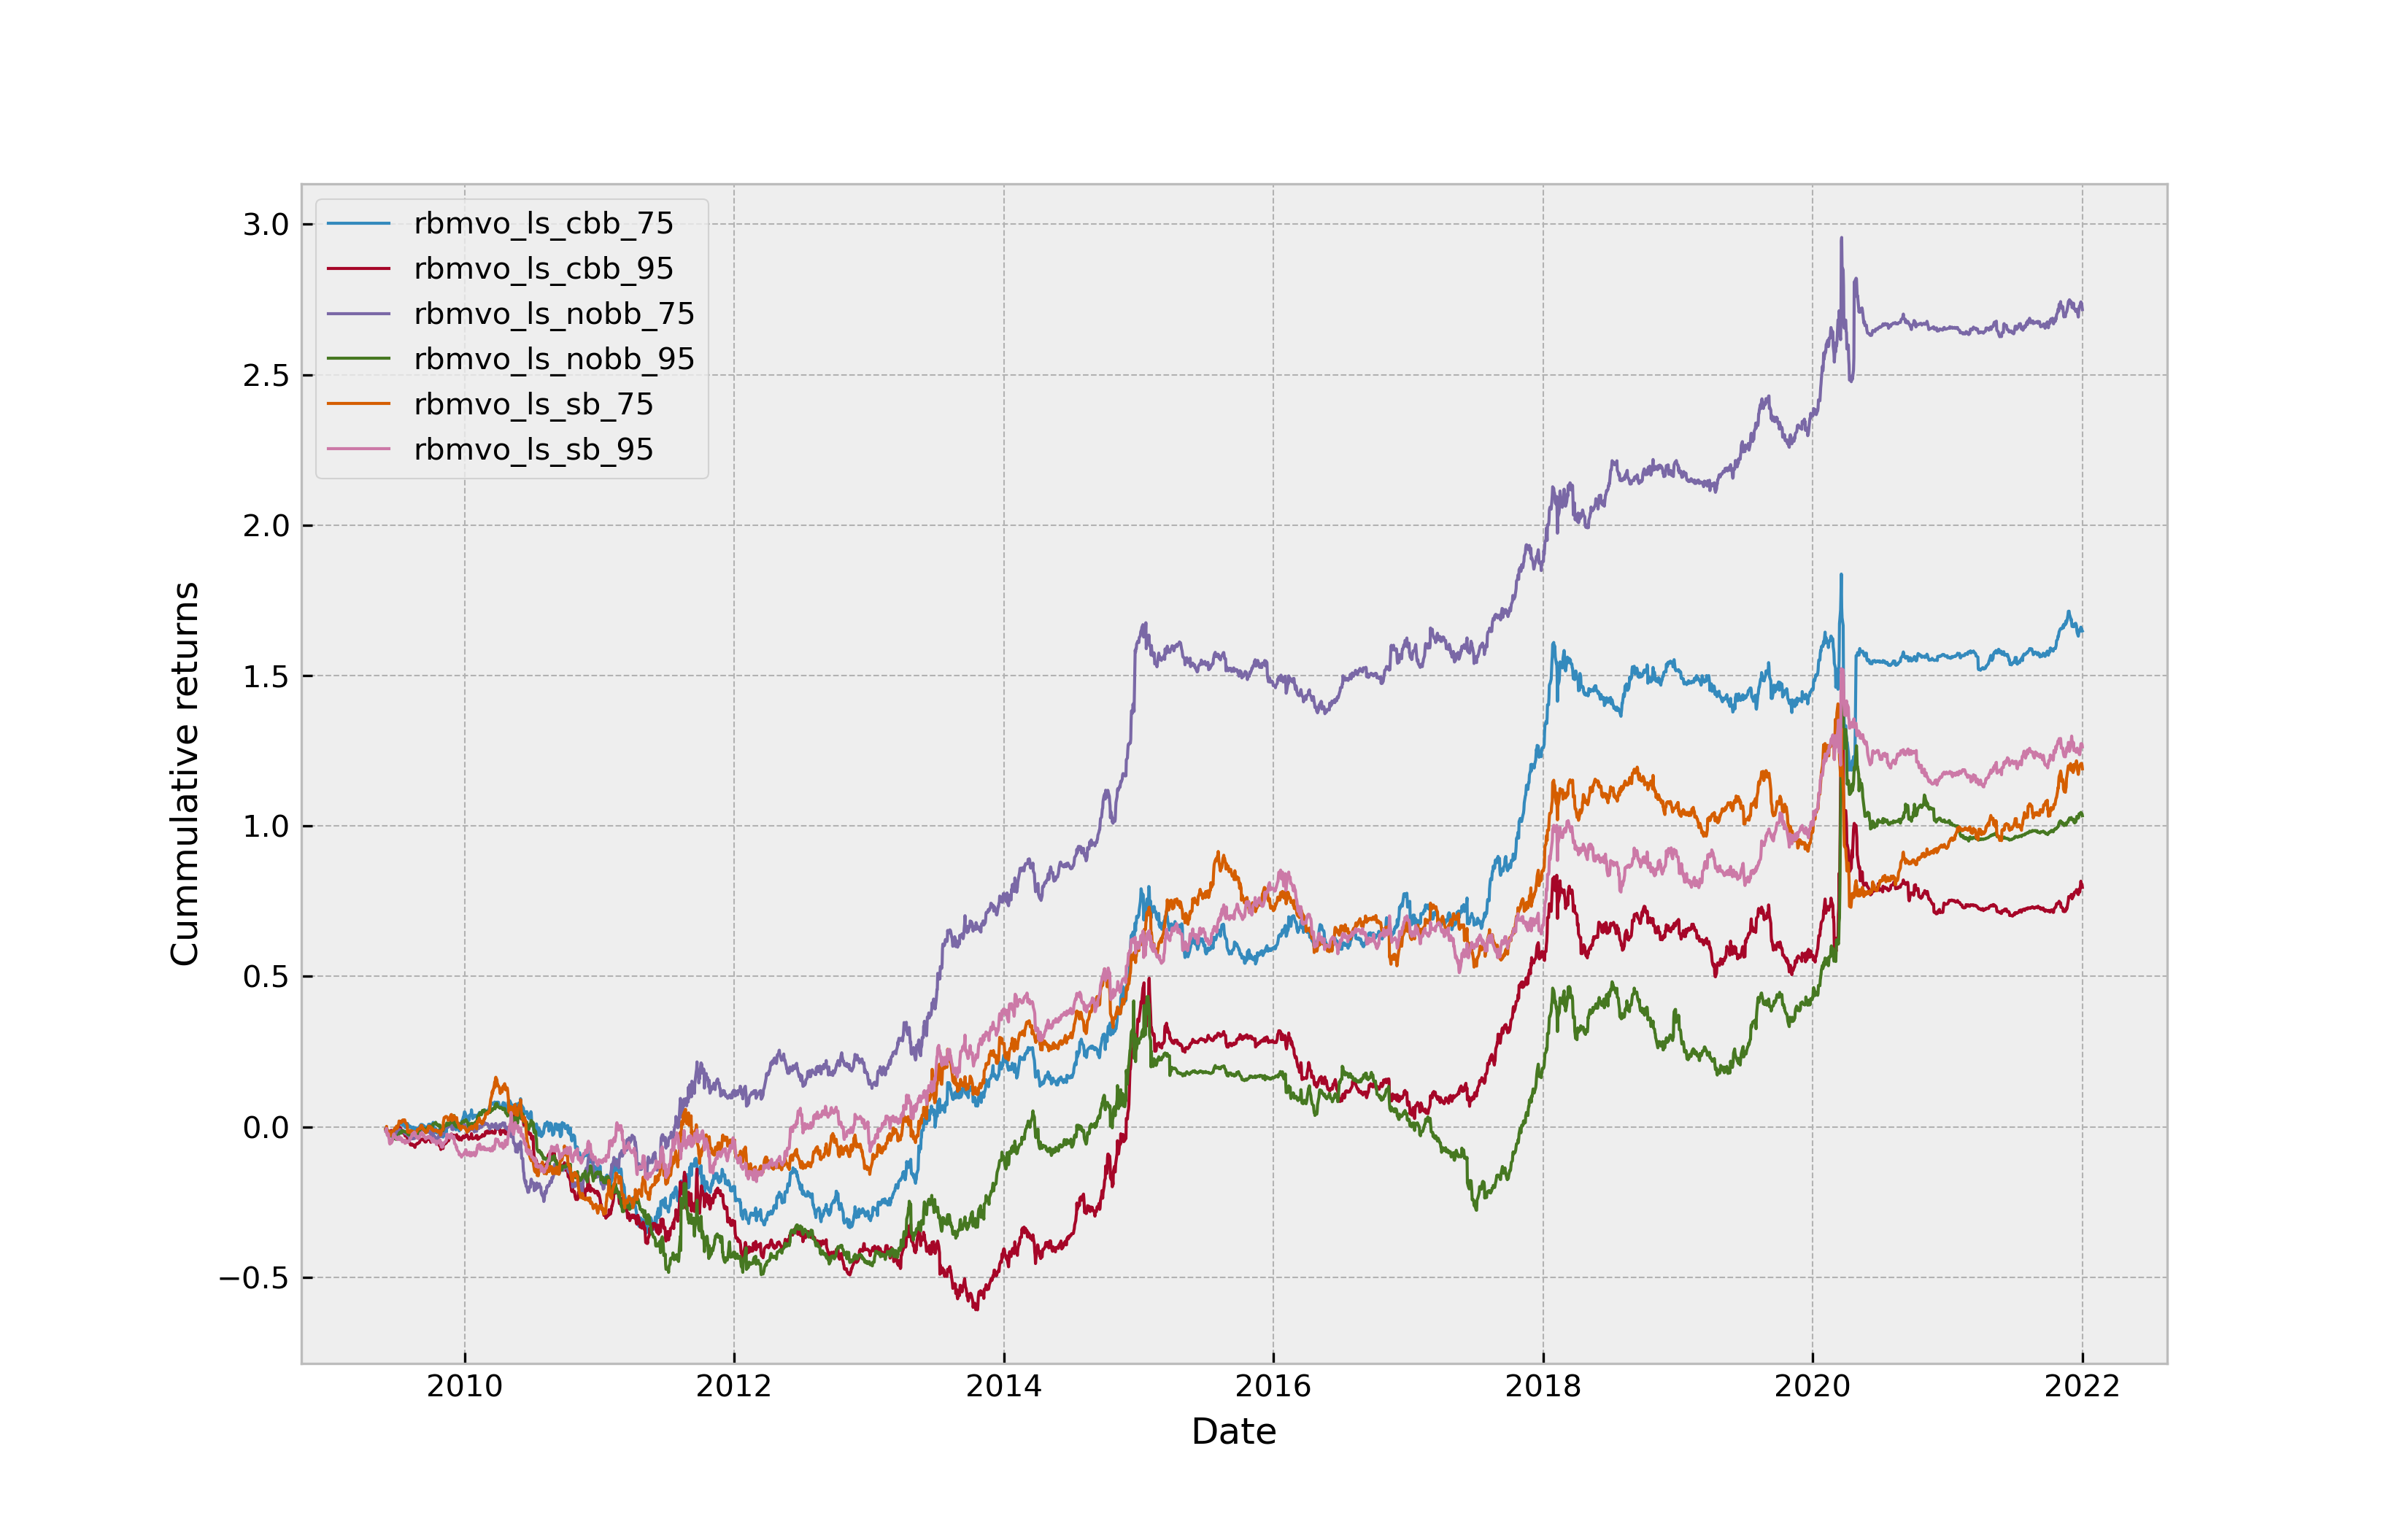 3.0
2.5
2.0
1.5
1.0
0.5
0.0
−0.5
Cummulative returns
rbmvo_ls_cbb_75
rbmvo_ls_cbb_95
rbmvo_ls_nobb_75
rbmvo_ls_nobb_95
rbmvo_ls_sb_75
rbmvo_ls_sb_95
2010 2012 2014 2016 2018 2020 2022
Date